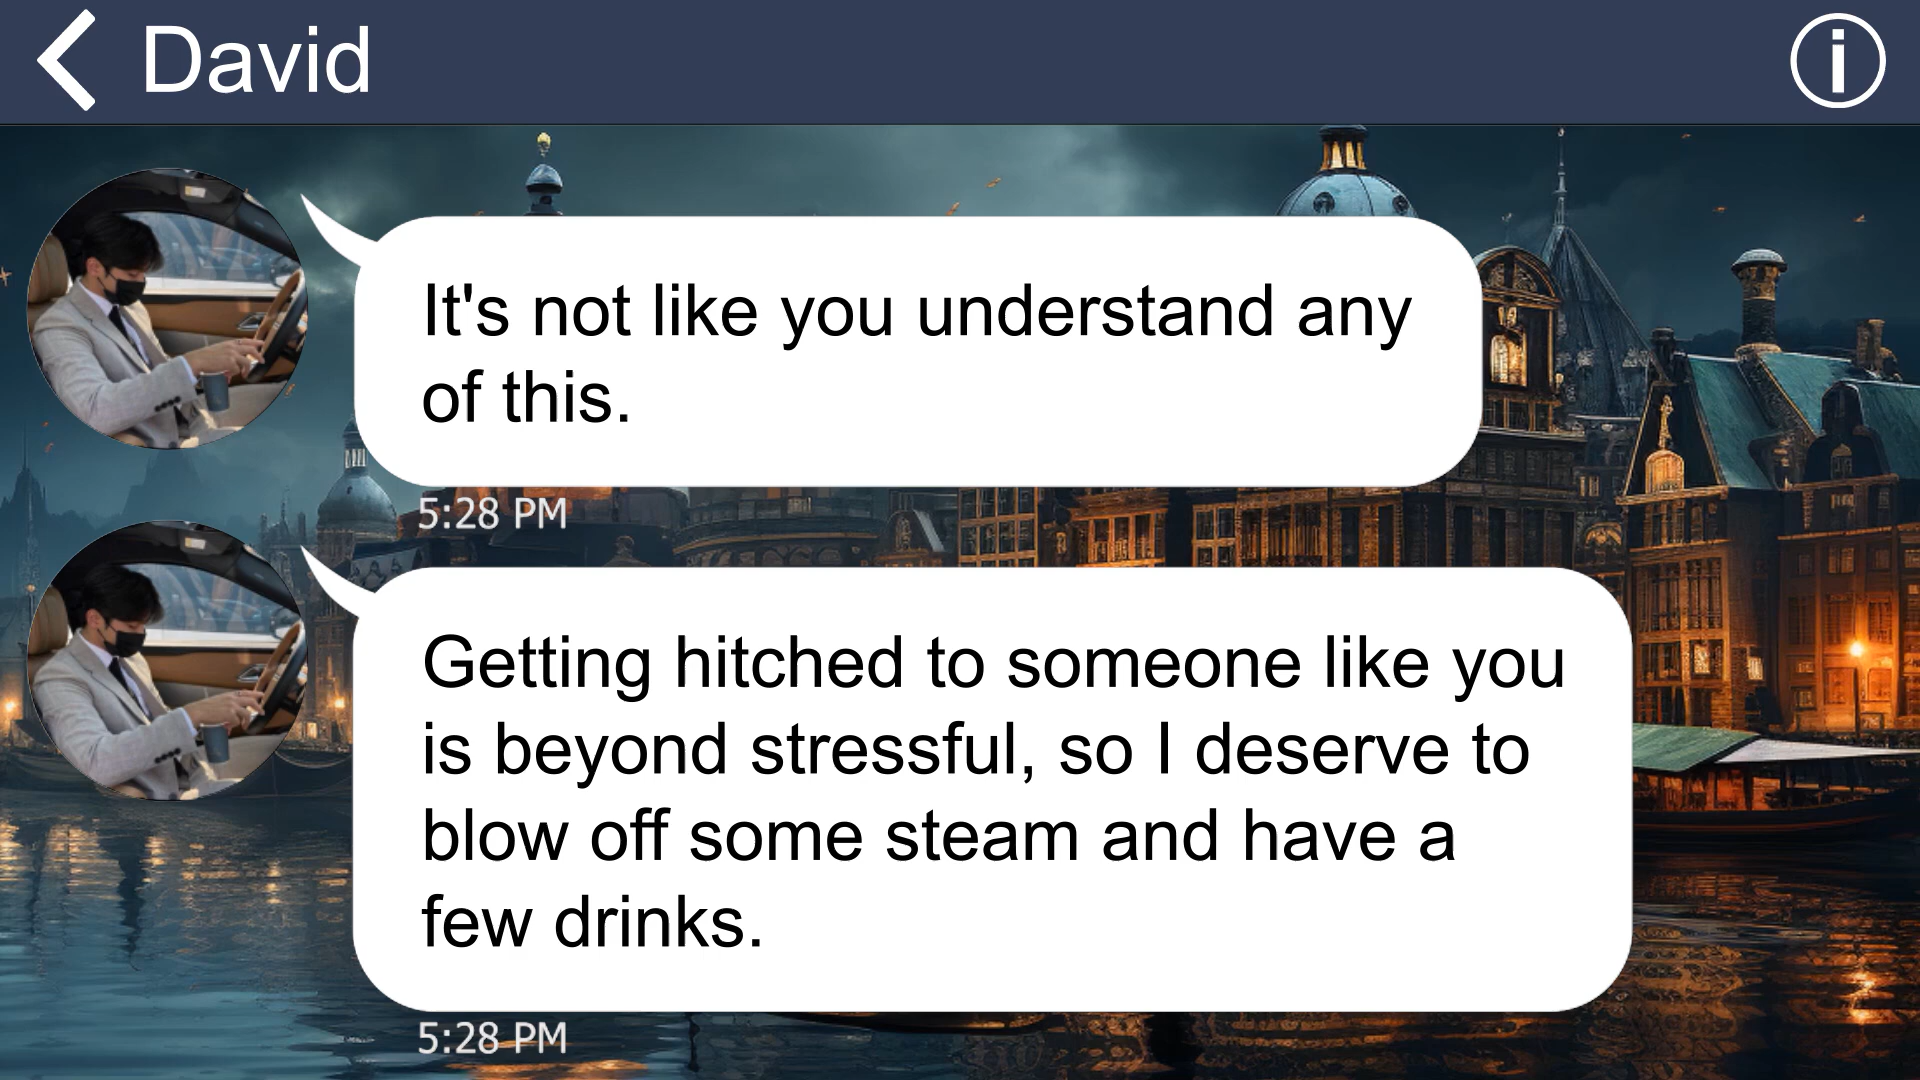 David
It's not like you understand any
of this.
5:28 PM
Getting hitched to someone like you
is beyond stressful, so I deserve to
blow off some steam and have a
few drinks.
5:28 PM